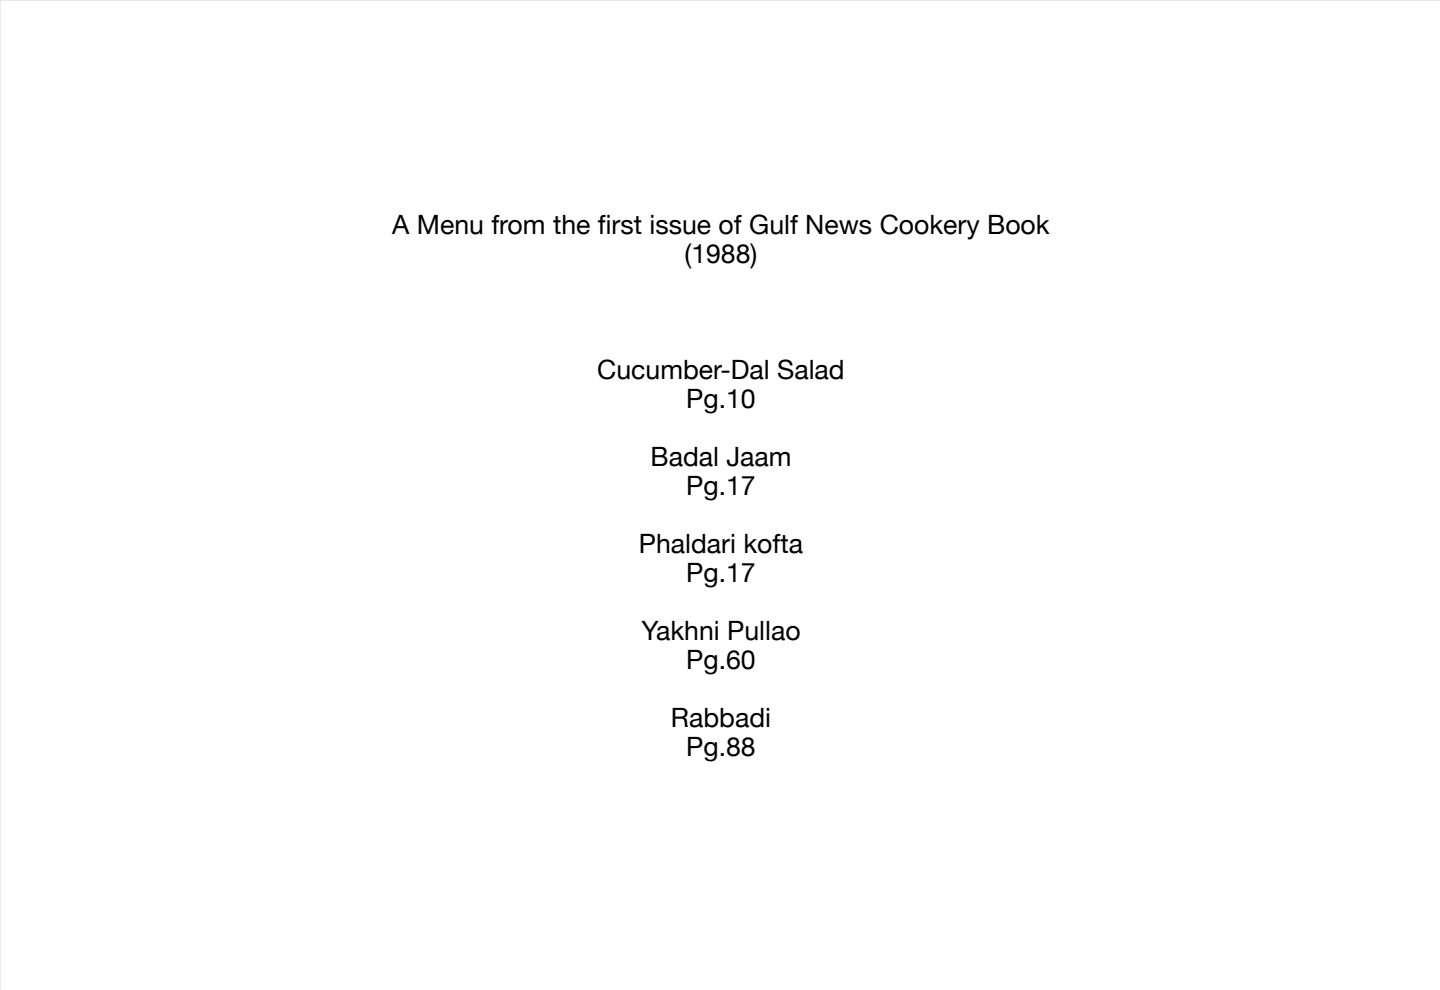 A Menu from the first issue of Gulf News Cookery Book
(1988)
Cucumber-Dal Salad
Pg.10
Badal Jaam
Pg.17
Phaldari kofta
Pg.17
Yakhni Pullao
Pg.60
Rabbadi
Pg.88